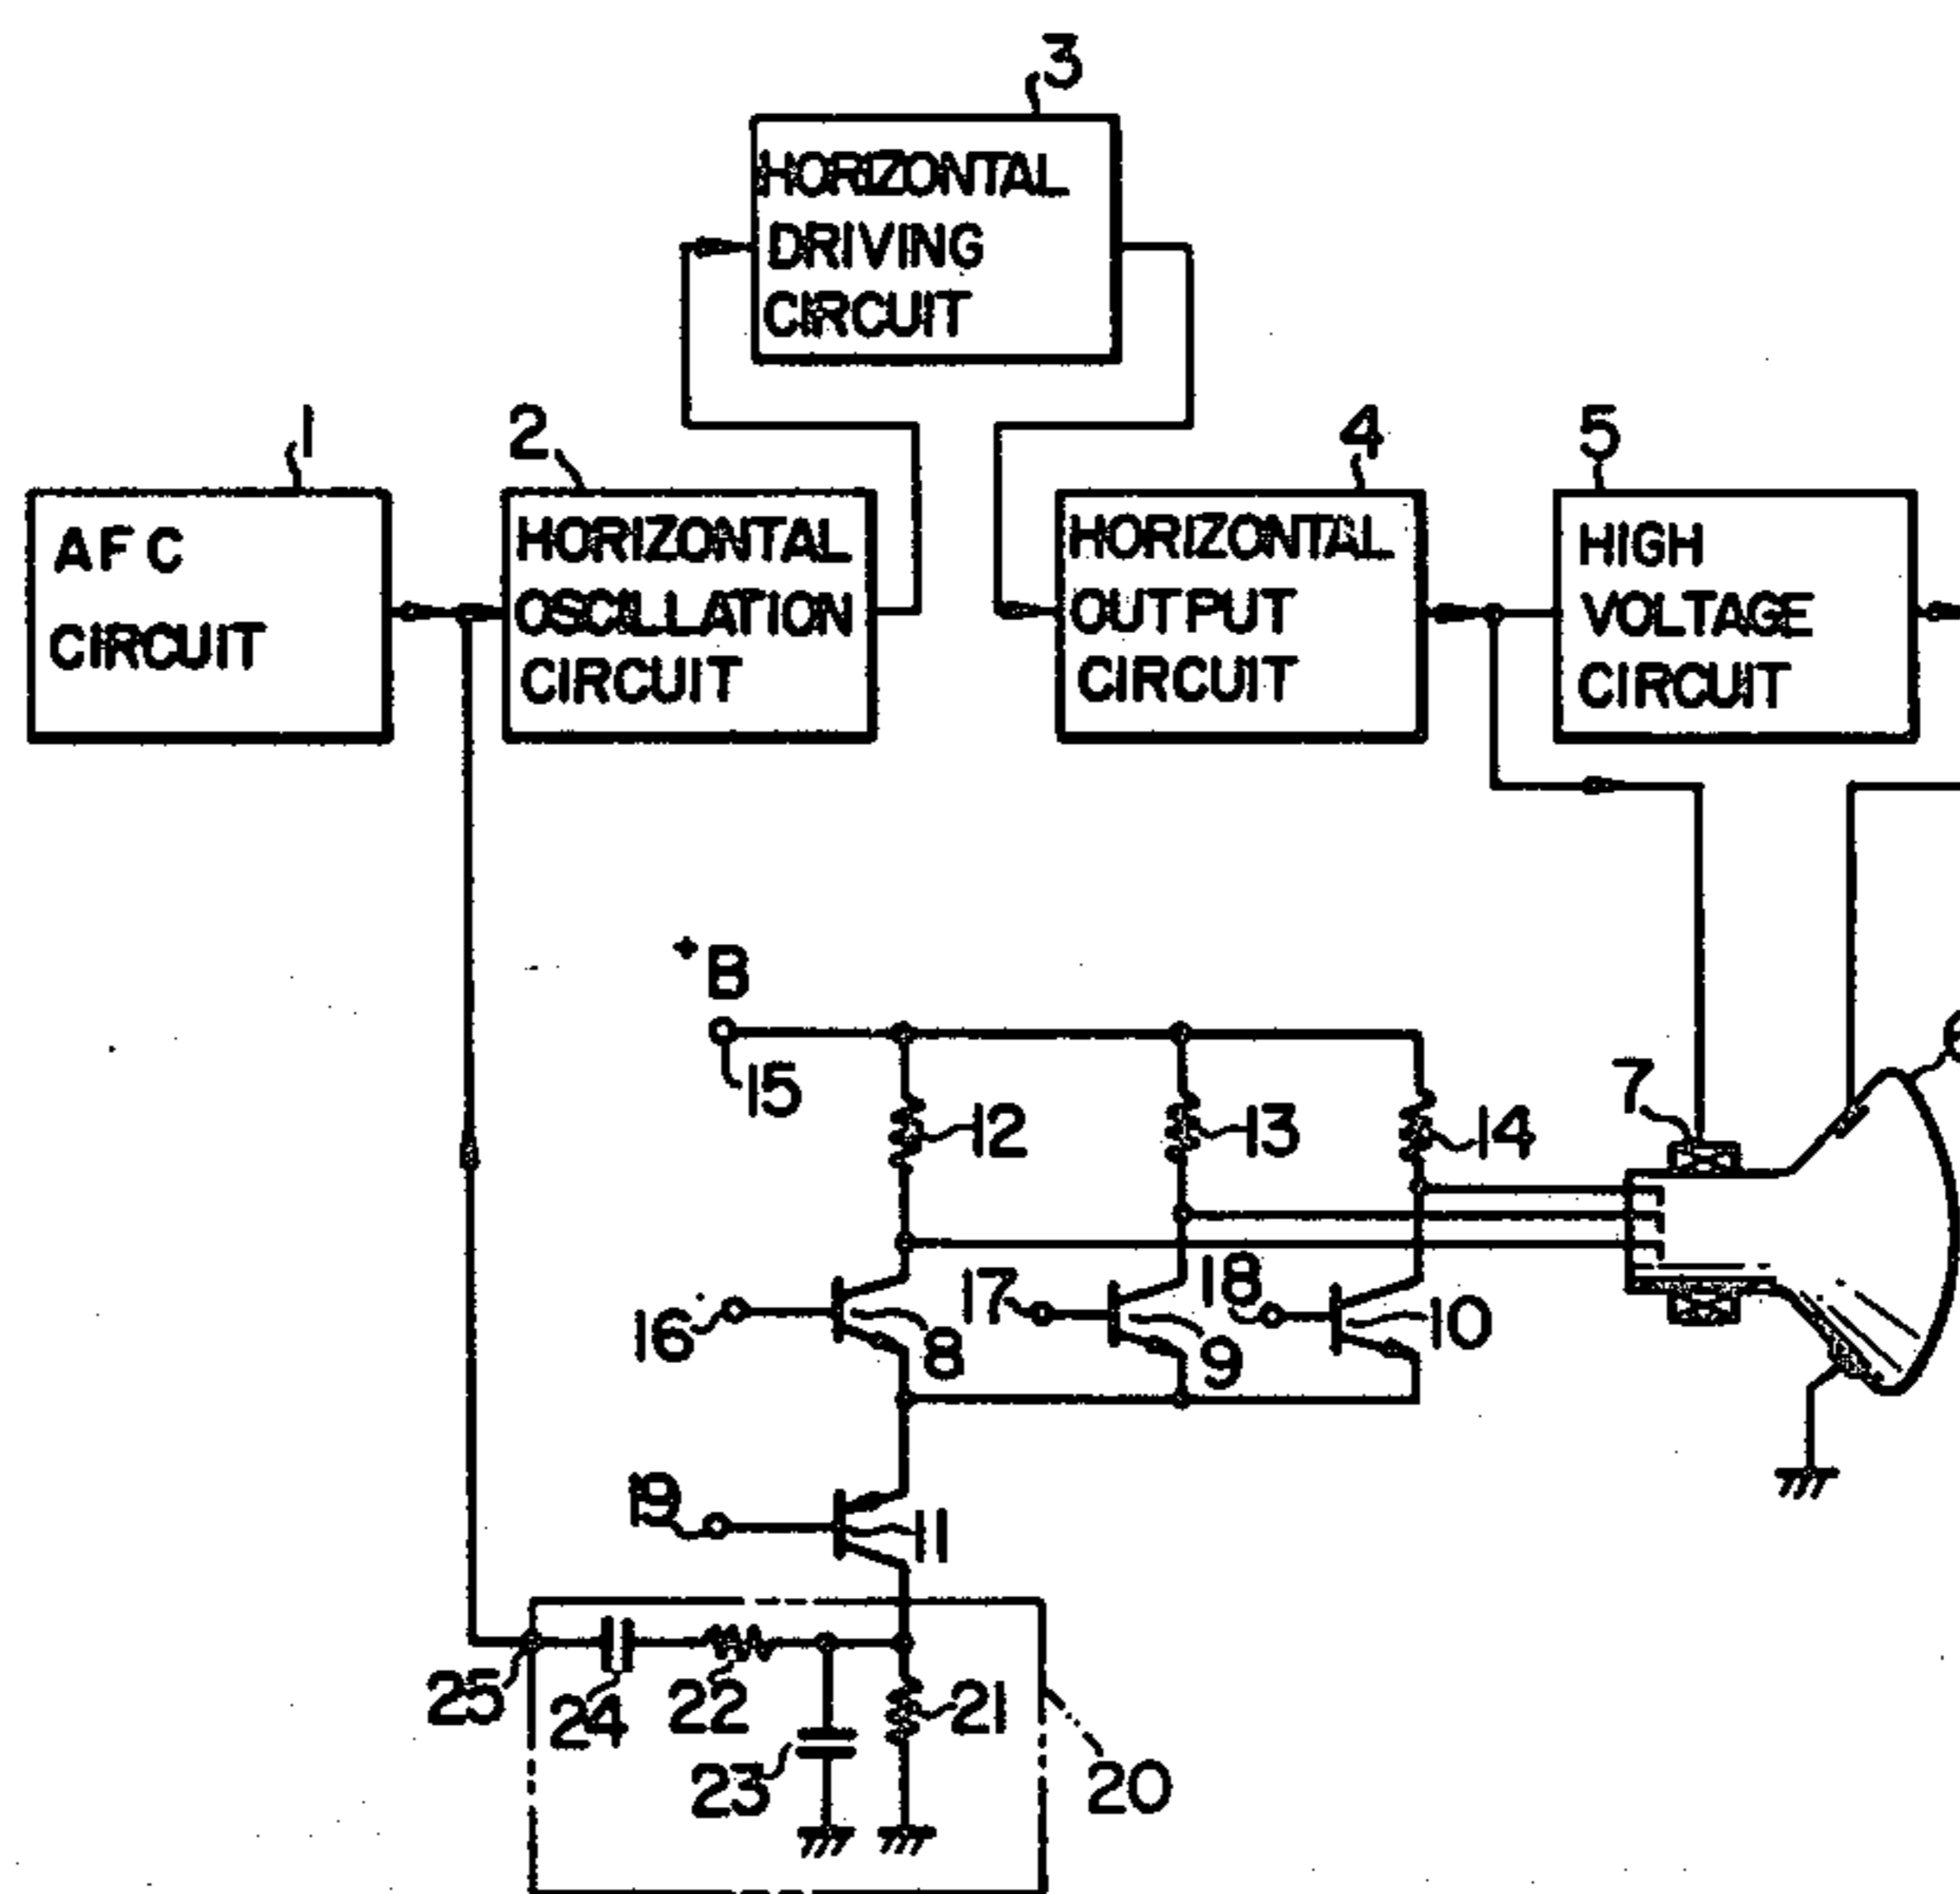 3
HORIZONTAL
DRIVING
CIRCUIT
1
2
4
5
AFC
CIRCUIT
HORIZONTAL
OSCILLATION
CIRCUIT
HORIZONTAL
OUTPUT
CIRCUIT
HIGH
VOLTAGE
CIRCUIT
+B
15
12
13
14
7
16
8
17
9
18
10
19
11
25
24
22
23
21
20